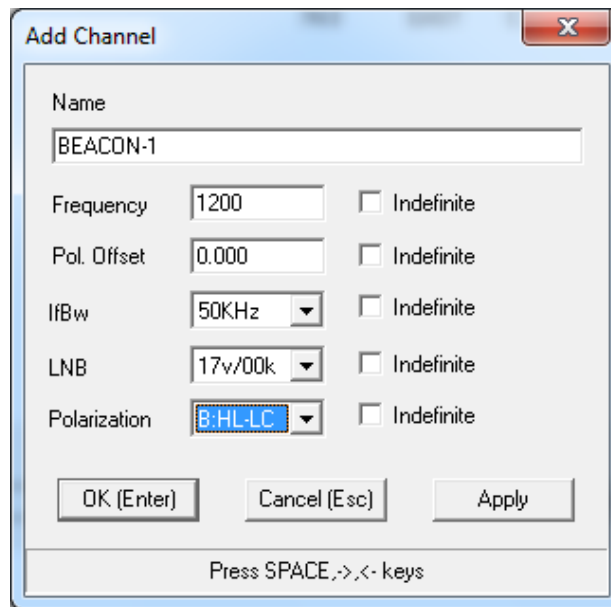 Add Channel
Name
BEACON-1
Frequency 1200 Indefinite
Pol. Offset 0.000 Indefinite
IfBw 50KHz Indefinite
LNB 17v/00k Indefinite
Polarization B:HL-LC Indefinite
OK (Enter) Cancel (Esc) Apply
Press SPACE,->,<- keys